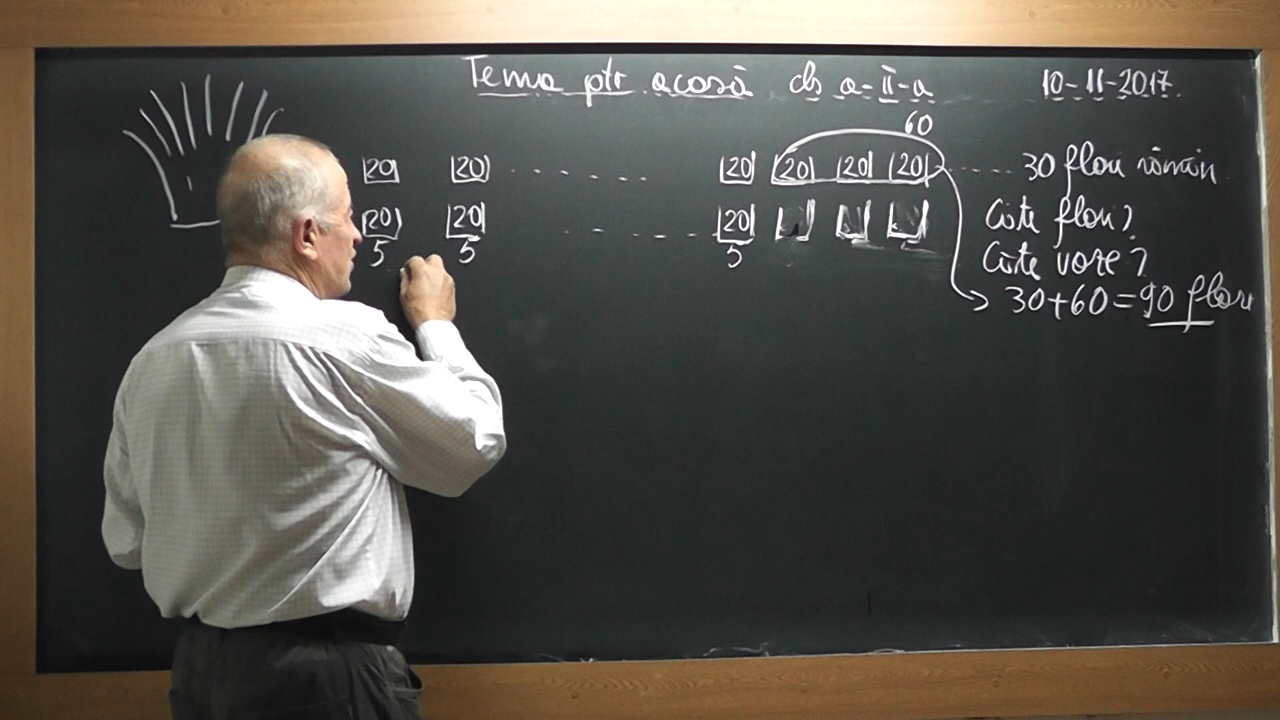 Tema ptr acasă cls a-II-a 10-11-2017
60
20 20 ...... 20 20 20 20 .... 30 flori rămân
20 20 ..... 20 Câte flori?
5 5 5 Câte vaze?
30+60=90 flori